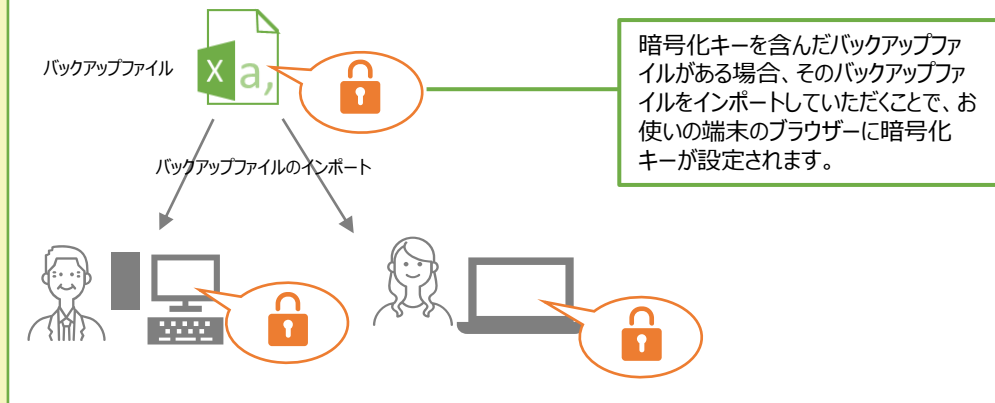 バックアップファイル
X a,
暗号化キーを含んだバックアップファ
イルがある場合、そのバックアップファ
イルをインポートしていただくことで、お
使いの端末のブラウザーに暗号化
キーが設定されます。
バックアップファイルのインポート